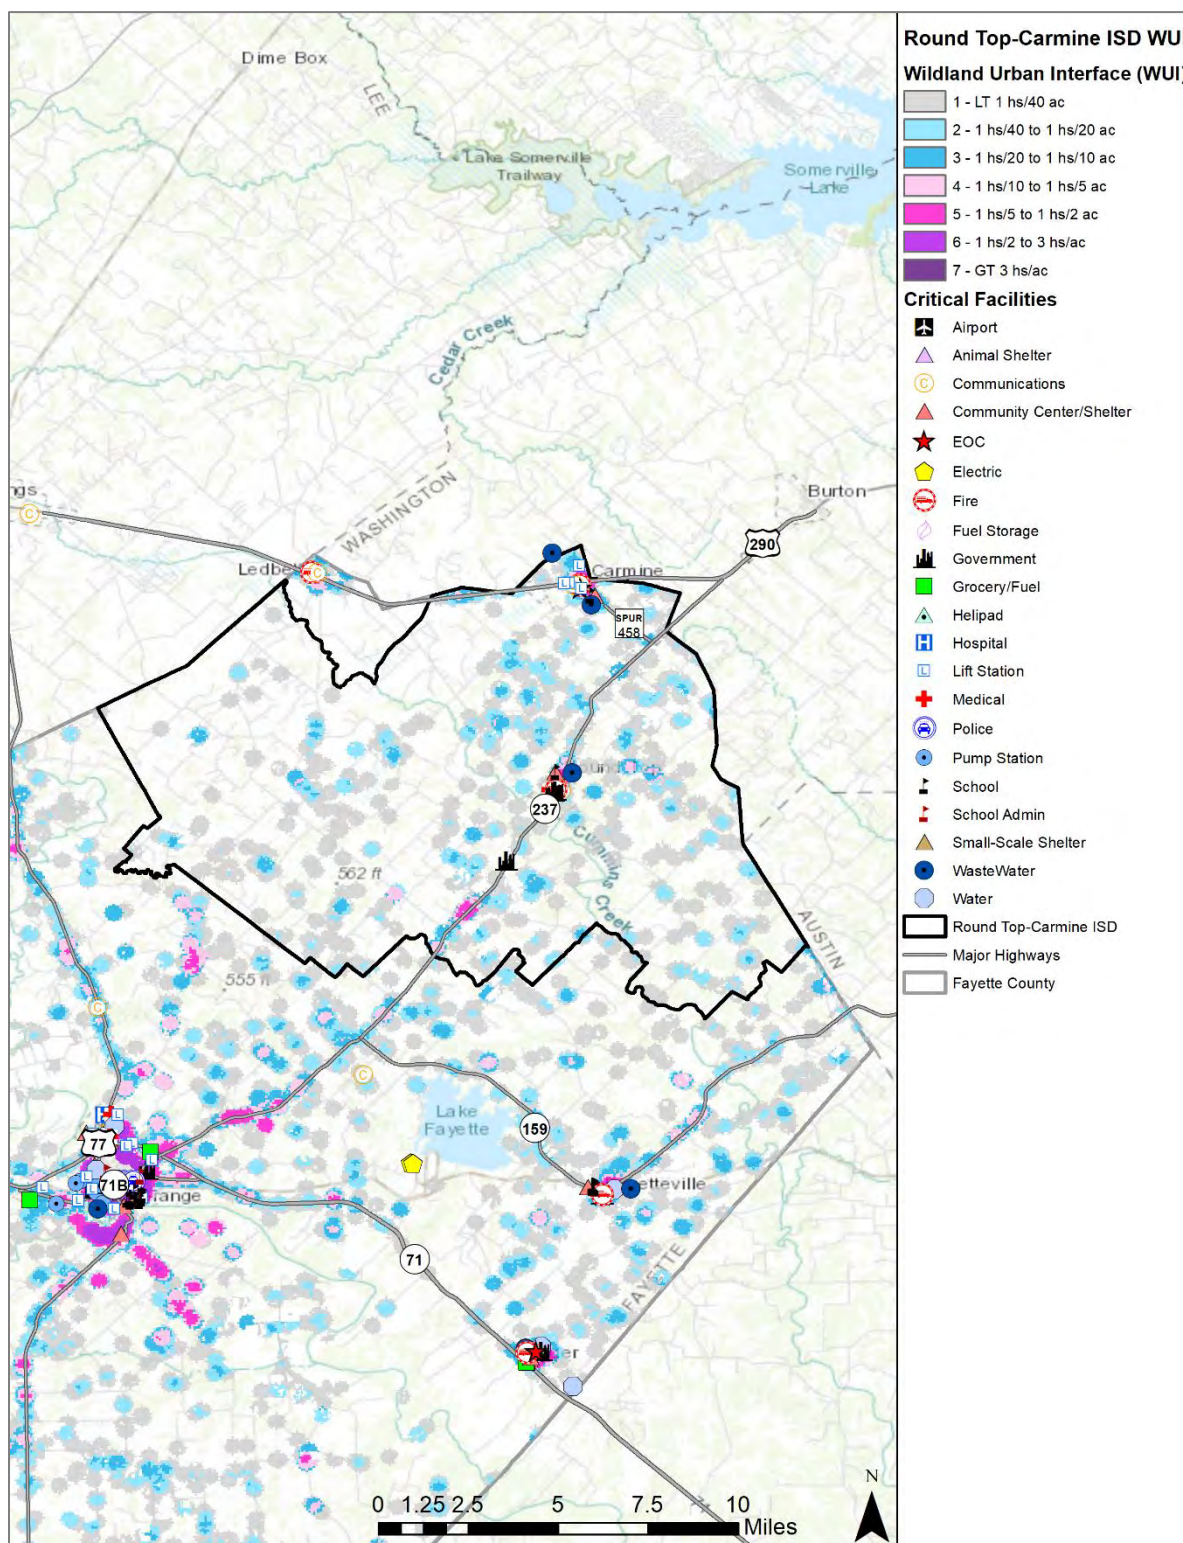 Dime Box
LEE
Lake Somerville
Trailway
Somerville
Lake
Cedar Creek
ngs
C
WASHINGTON
Burton
290
Ledbe
C
Carmine
L
L
L
SPUR
458
237
Cummins
Creek
562 ft
AUSTIN
555 ft
C
C
Lake
Fayette
H
L
77
L
159
L
71B
L
L
L
L
L
range
etteville
71
FAYETTE
er
N
0 1.25 2.5 5 7.5 10
Miles
Round Top-Carmine ISD WU
Wildland Urban Interface (WUI)
1 - LT 1 hs/40 ac
2 - 1 hs/40 to 1 hs/20 ac
3 - 1 hs/20 to 1 hs/10 ac
4 - 1 hs/10 to 1 hs/5 ac
5 - 1 hs/5 to 1 hs/2 ac
6 - 1 hs/2 to 3 hs/ac
7 - GT 3 hs/ac
Critical Facilities
Airport
Animal Shelter
C Communications
Community Center/Shelter
EOC
Electric
Fire
Fuel Storage
Government
Grocery/Fuel
Helipad
H Hospital
L Lift Station
Medical
Police
Pump Station
School
School Admin
Small-Scale Shelter
WasteWater
Water
Round Top-Carmine ISD
Major Highways
Fayette County